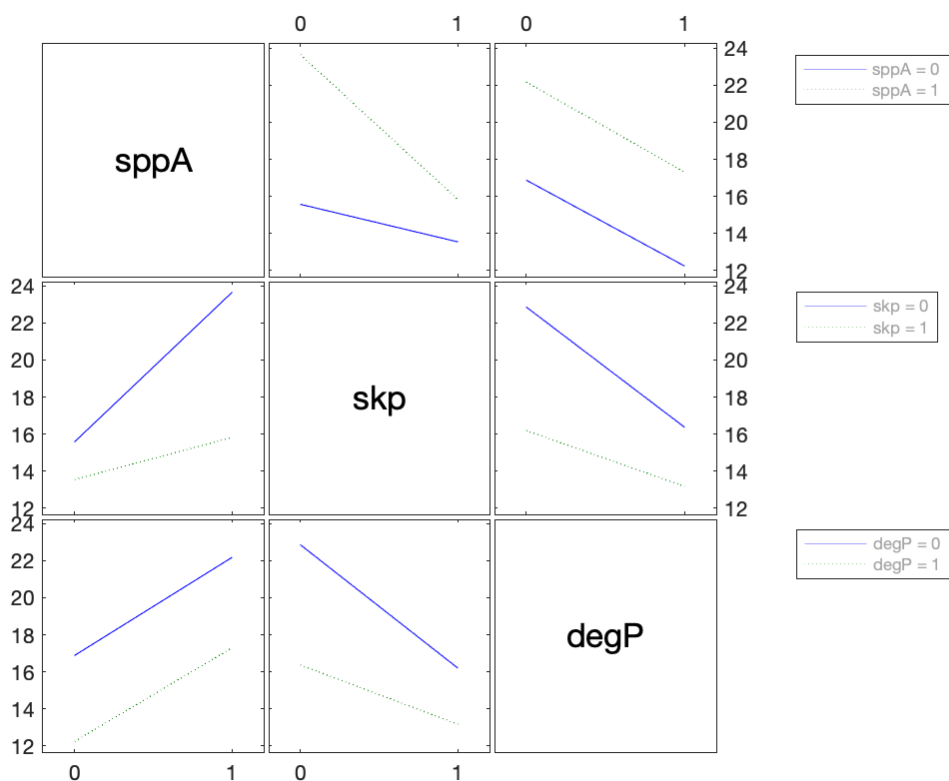 0 1 0 1
sppA
24
22
20
18
16
14
12
sppA = 0
sppA = 1
24
22
20
18
16
14
12
skp
24
22
20
18
16
14
12
skp = 0
skp = 1
24
22
20
18
16
14
12
degP
degP = 0
degP = 1
0 1 0 1